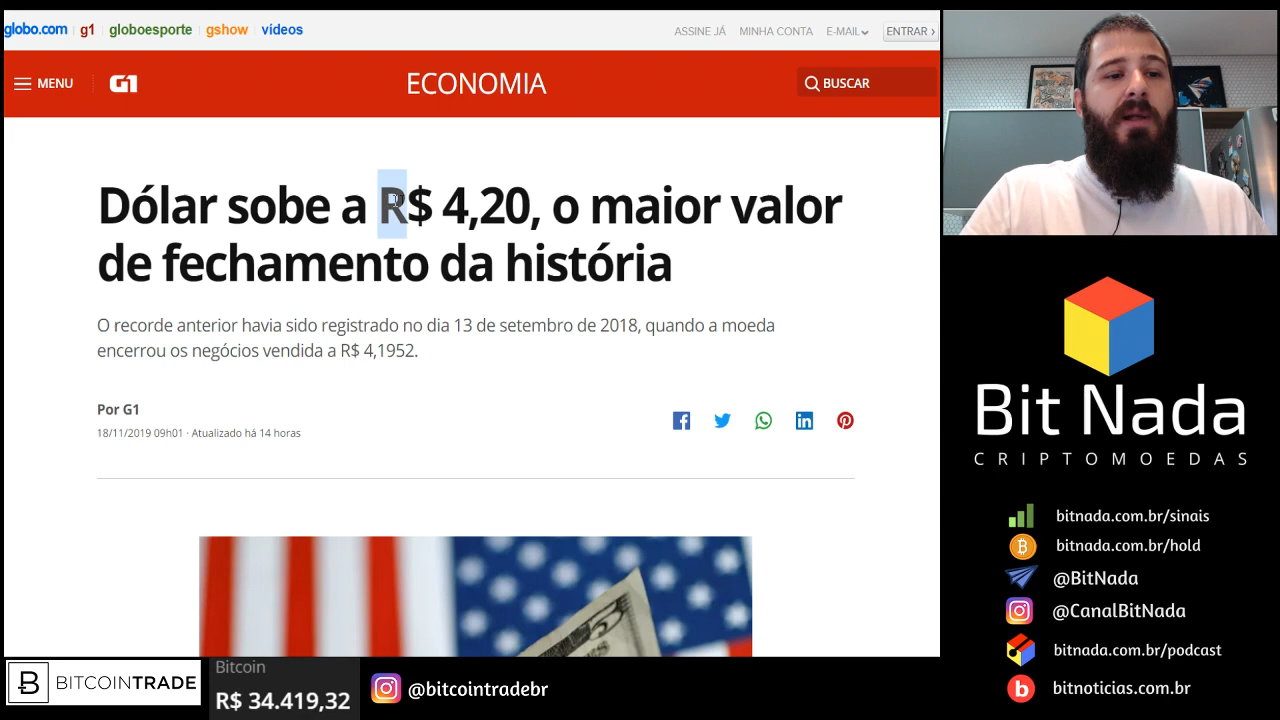 globo.com g1 globoesporte gshow vídeos
ASSINE JÁ MINHA CONTA E-MAIL ENTRAR ›
MENU G1 ECONOMIA BUSCAR
Dólar sobe a R$ 4,20, o maior valor
de fechamento da história
O recorde anterior havia sido registrado no dia 13 de setembro de 2018, quando a moeda
encerrou os negócios vendida a R$ 4,1952.
Por G1
18/11/2019 09h01 · Atualizado há 14 horas
Bit Nada
CRIPTOMOEDAS
bitnada.com.br/sinais
bitnada.com.br/hold
@BitNada
@CanalBitNada
bitnada.com.br/podcast
bitnoticias.com.br
BITCOINTRADE
Bitcoin
R$ 34.419,32
@bitcointradebr